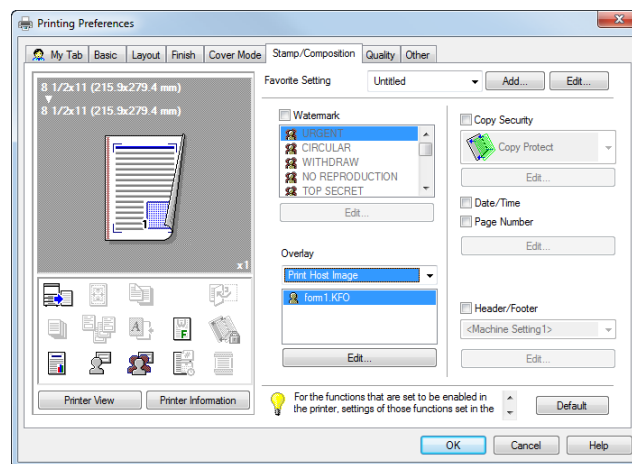 Printing Preferences
My Tab Basic Layout Finish Cover Mode Stamp/Composition Quality Other
8 1/2x11 (215.9x279.4 mm)
8 1/2x11 (215.9x279.4 mm)
1
x1
F
Printer View Printer Information
Favorite Setting Untitled Add... Edit...
Watermark
URGENT
CIRCULAR
WITHDRAW
NO REPRODUCTION
TOP SECRET
Edit...
Overlay
Print Host Image
form1.KFO
Edit...
Copy Security
Copy Protect
Edit...
Date/Time
Page Number
Edit...
Header/Footer
<Machine Setting1>
Edit...
For the functions that are set to be enabled in
the printer, settings of those functions set in the
Default
OK Cancel Help